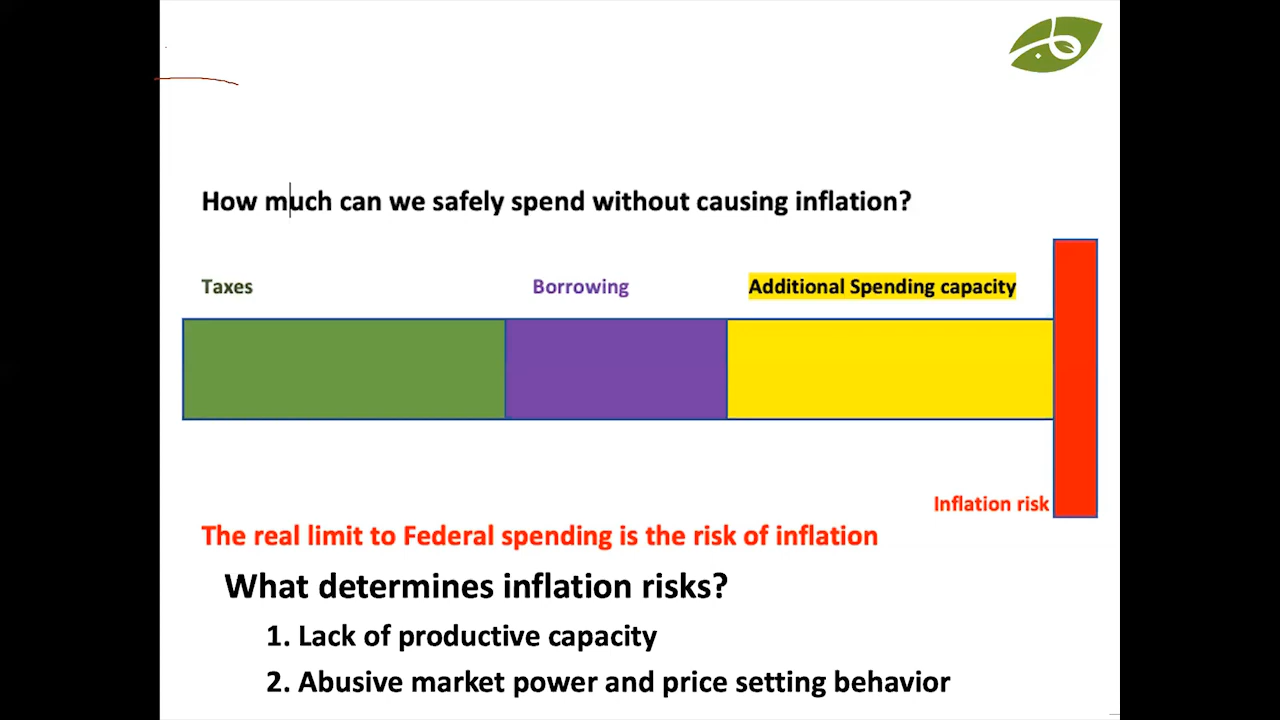 How much can we safely spend without causing inflation?
Taxes
Borrowing
Additional Spending capacity
Inflation risk
The real limit to Federal spending is the risk of inflation
What determines inflation risks?
1. Lack of productive capacity
2. Abusive market power and price setting behavior